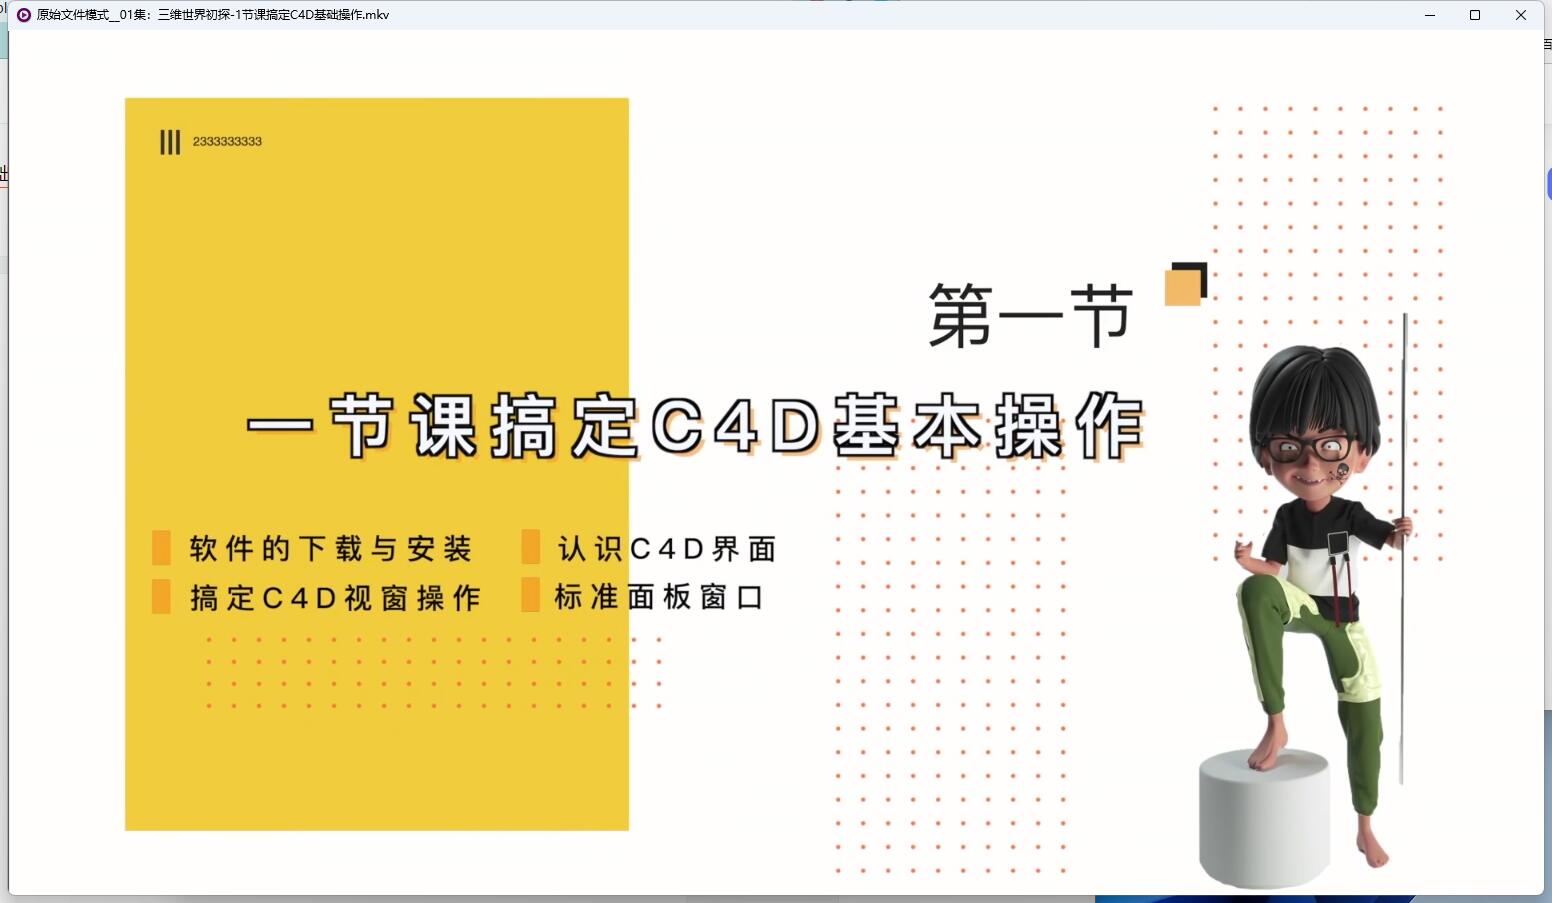 原始文件模式__01集：三维世界初探-1节课搞定C4D基础操作.mkv
2333333333
第一节
一节课搞定C4D基本操作
软件的下载与安装
认识C4D界面
搞定C4D视窗操作
标准面板窗口